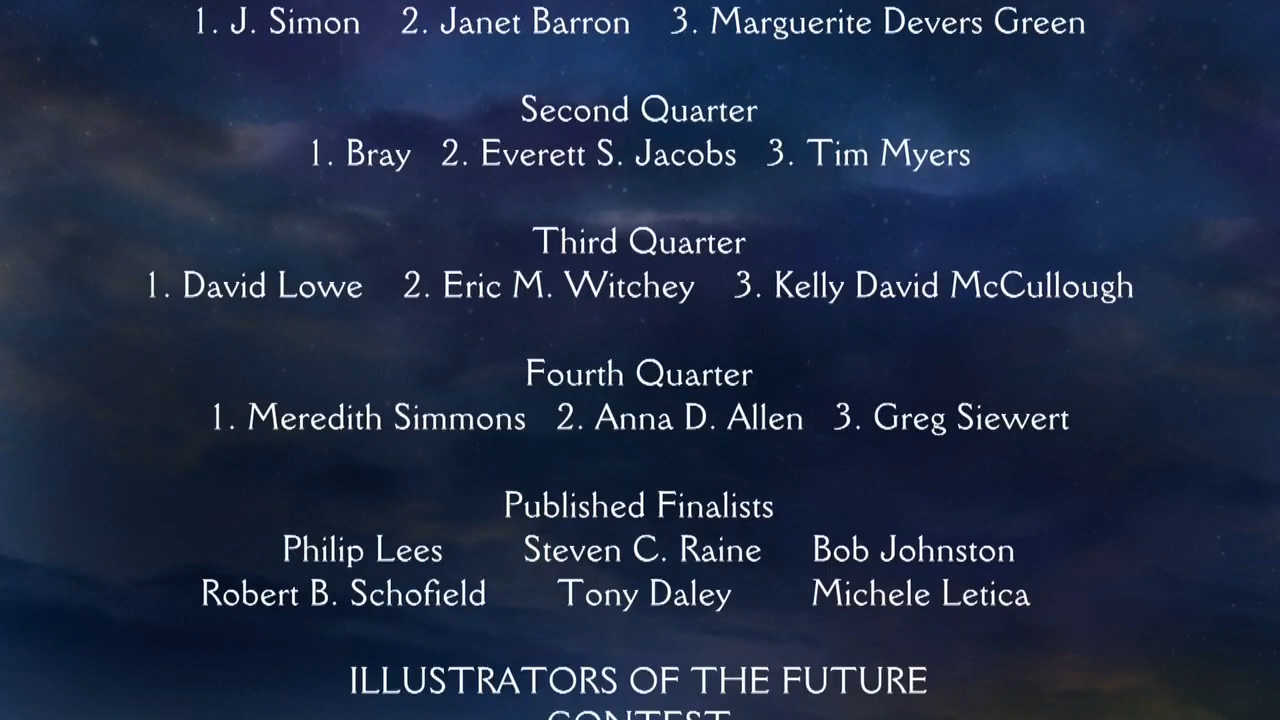 1. J. Simon 2. Janet Barron 3. Marguerite Devers Green
Second Quarter
1. Bray 2. Everett S. Jacobs 3. Tim Myers
Third Quarter
1. David Lowe 2. Eric M. Witchey 3. Kelly David McCullough
Fourth Quarter
1. Meredith Simmons 2. Anna D. Allen 3. Greg Siewert
Published Finalists
Philip Lees Steven C. Raine Bob Johnston
Robert B. Schofield Tony Daley Michele Letica
ILLUSTRATORS OF THE FUTURE
CONTEST